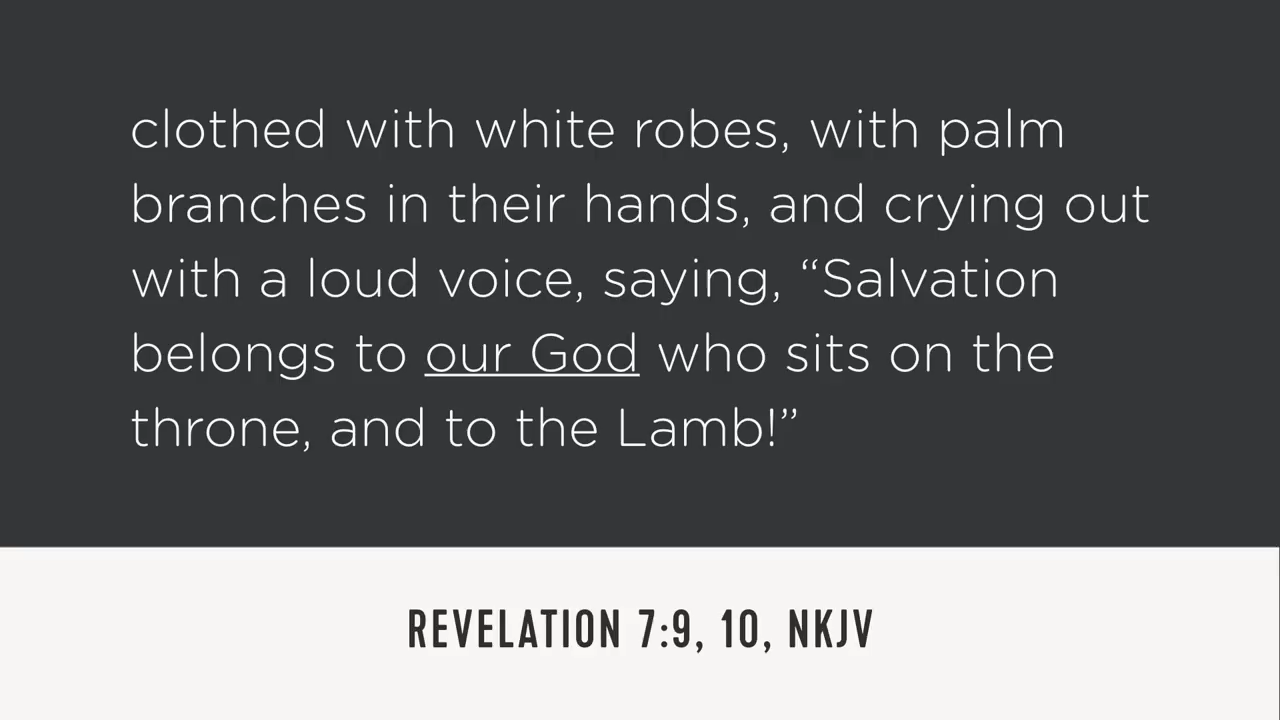 clothed with white robes, with palm
branches in their hands, and crying out
with a loud voice, saying, “Salvation
belongs to our God who sits on the
throne, and to the Lamb!”
REVELATION 7:9, 10, NKJV